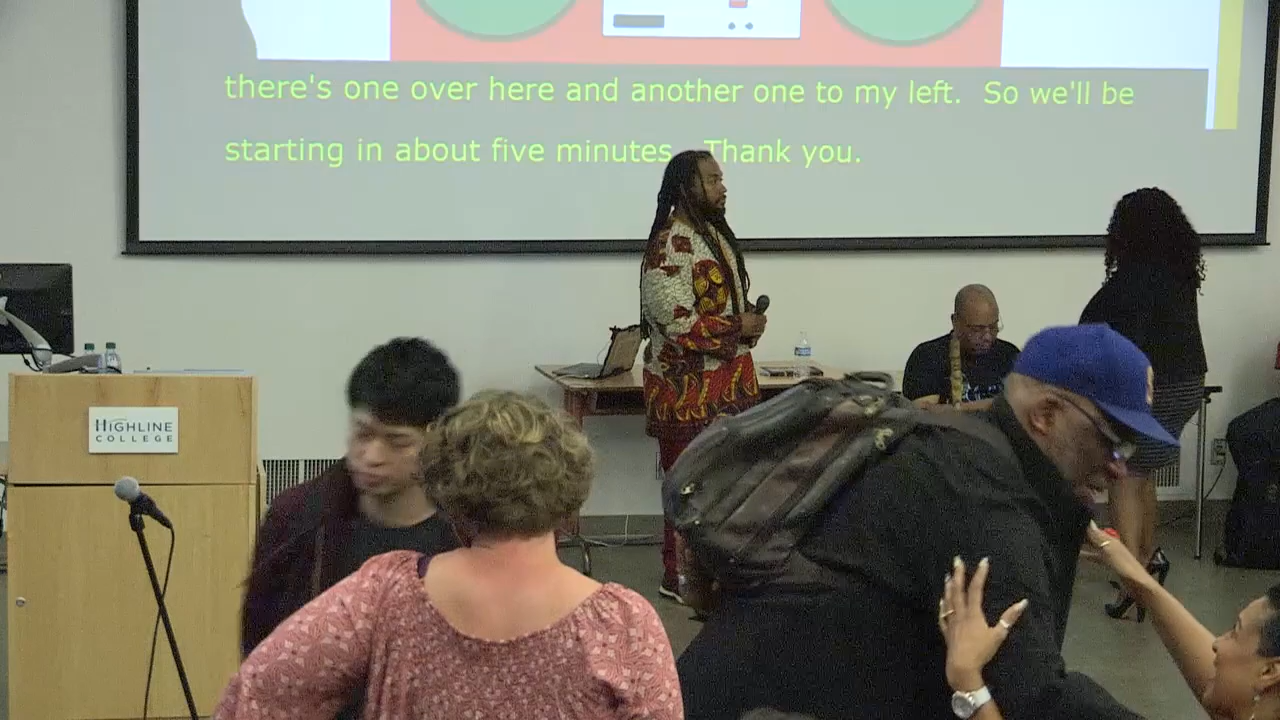 there's one over here and another one to my left.  So we'll be
starting in about five minutes.  Thank you.
HIGHLINE
COLLEGE